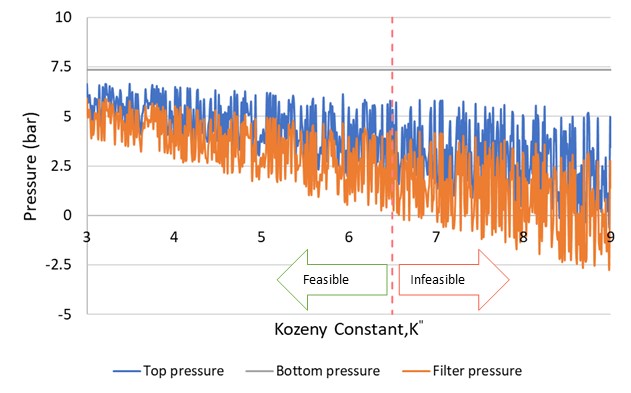 10
7.5
5
2.5
0
-2.5
-5
Pressure (bar)
3 4 5 6 7 8 9
Feasible
Infeasible
Kozeny Constant,K"
Top pressure Bottom pressure Filter pressure